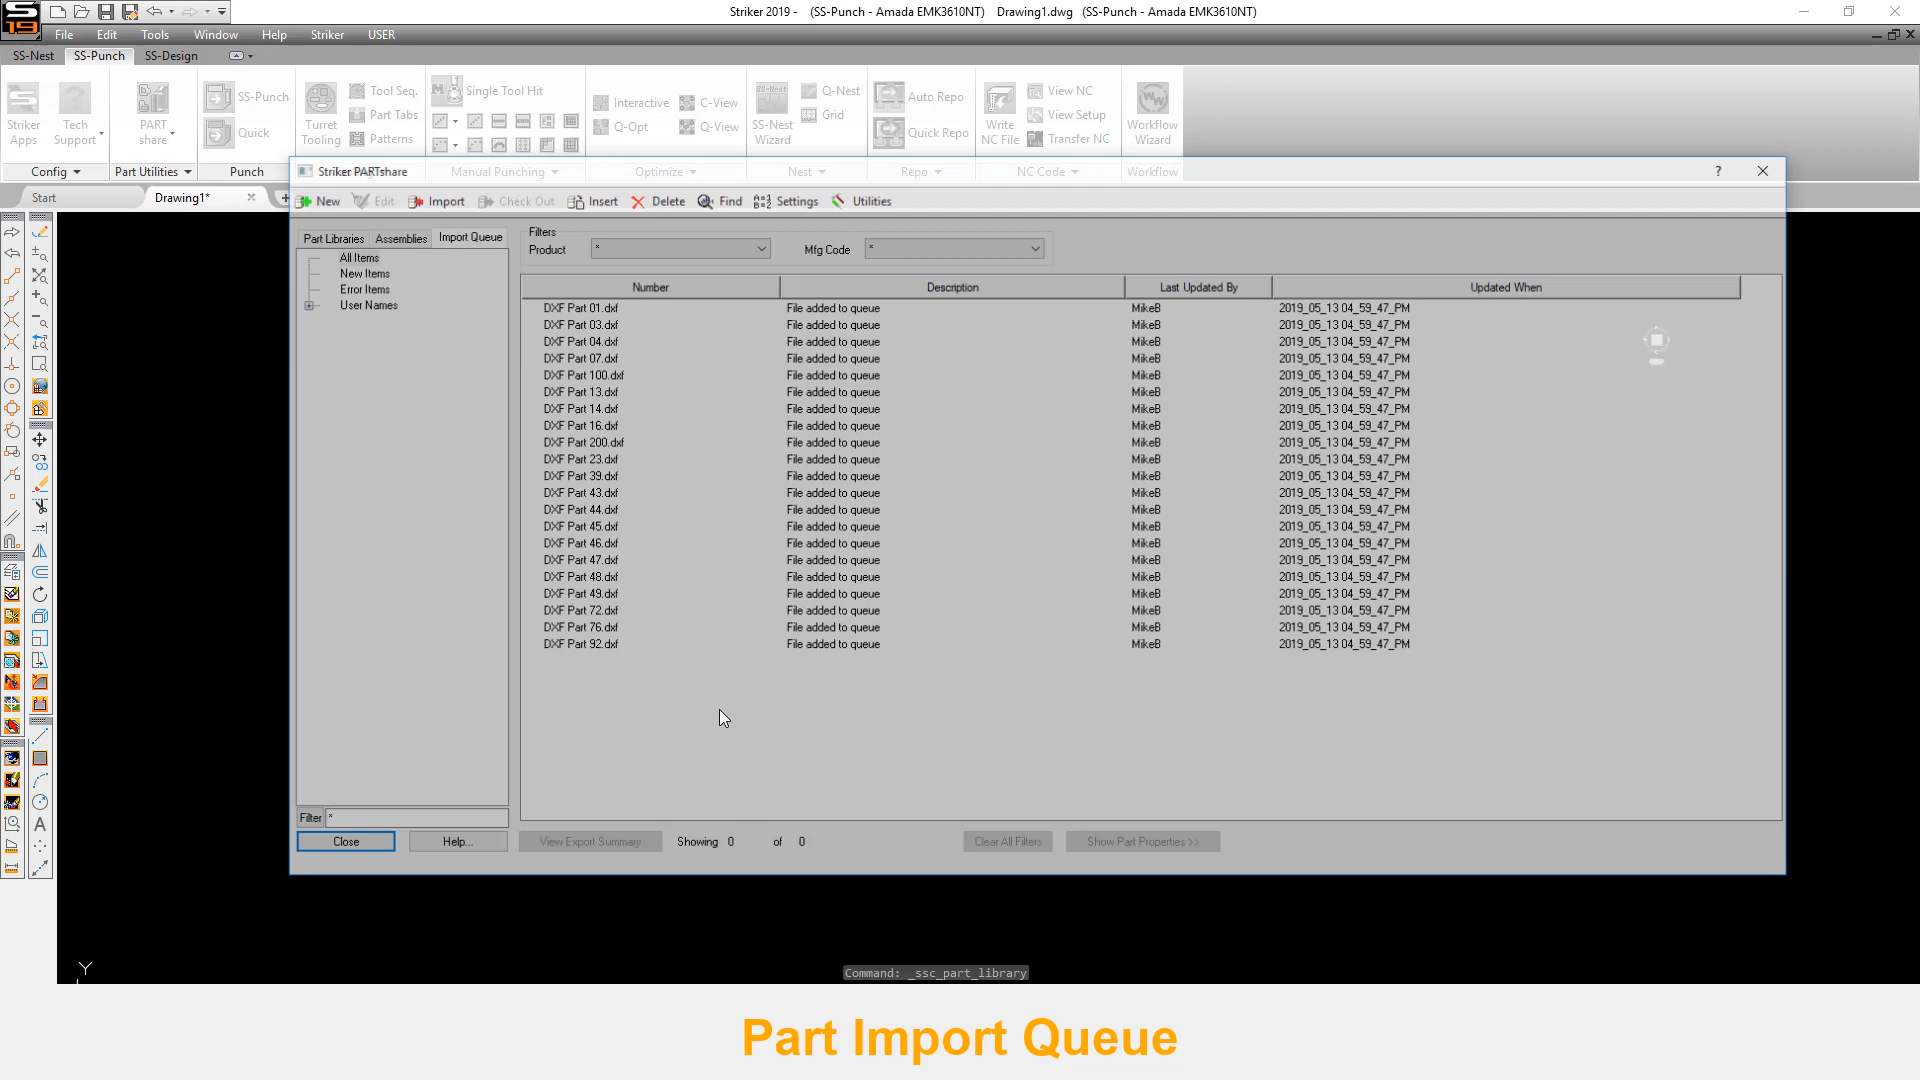 Striker 2019 - (SS-Punch - Amada EMK3610NT) Drawing1.dwg (SS-Punch - Amada EMK3610NT)
S 19
File Edit Tools Window Help Striker USER
SS-Nest SS-Punch SS-Design
Striker Apps
Tech Support
PART share
SS-Punch
Quick
Turret Tooling
Tool Seq.
Part Tabs
Patterns
Single Tool Hit
Interactive
Q-Opt
C-View
Q-View
SS-Nest Wizard
Q-Nest
Grid
Auto Repo
Quick Repo
Write NC File
View NC
View Setup
Transfer NC
Workflow Wizard
Config Part Utilities Punch Manual Punching Optimize Nest Repo NC Code Workflow
Start Drawing1*
Striker PARTshare
New Edit Import Check Out Insert Delete Find Settings Utilities
Part Libraries Assemblies Import Queue
All Items
New Items
Error Items
User Names
Filters
Product * Mfg Code *
Number Description Last Updated By Updated When
DXF Part 01.dxf File added to queue MikeB 2019_05_13 04_59_47_PM
DXF Part 03.dxf File added to queue MikeB 2019_05_13 04_59_47_PM
DXF Part 04.dxf File added to queue MikeB 2019_05_13 04_59_47_PM
DXF Part 07.dxf File added to queue MikeB 2019_05_13 04_59_47_PM
DXF Part 100.dxf File added to queue MikeB 2019_05_13 04_59_47_PM
DXF Part 13.dxf File added to queue MikeB 2019_05_13 04_59_47_PM
DXF Part 14.dxf File added to queue MikeB 2019_05_13 04_59_47_PM
DXF Part 16.dxf File added to queue MikeB 2019_05_13 04_59_47_PM
DXF Part 200.dxf File added to queue MikeB 2019_05_13 04_59_47_PM
DXF Part 23.dxf File added to queue MikeB 2019_05_13 04_59_47_PM
DXF Part 39.dxf File added to queue MikeB 2019_05_13 04_59_47_PM
DXF Part 43.dxf File added to queue MikeB 2019_05_13 04_59_47_PM
DXF Part 44.dxf File added to queue MikeB 2019_05_13 04_59_47_PM
DXF Part 45.dxf File added to queue MikeB 2019_05_13 04_59_47_PM
DXF Part 46.dxf File added to queue MikeB 2019_05_13 04_59_47_PM
DXF Part 47.dxf File added to queue MikeB 2019_05_13 04_59_47_PM
DXF Part 48.dxf File added to queue MikeB 2019_05_13 04_59_47_PM
DXF Part 49.dxf File added to queue MikeB 2019_05_13 04_59_47_PM
DXF Part 72.dxf File added to queue MikeB 2019_05_13 04_59_47_PM
DXF Part 76.dxf File added to queue MikeB 2019_05_13 04_59_47_PM
DXF Part 92.dxf File added to queue MikeB 2019_05_13 04_59_47_PM
Filter *
Close Help... View Export Summary Showing 0 of 0 Clear All Filters Show Part Properties >>
Y
Command: _ssc_part_library
Part Import Queue